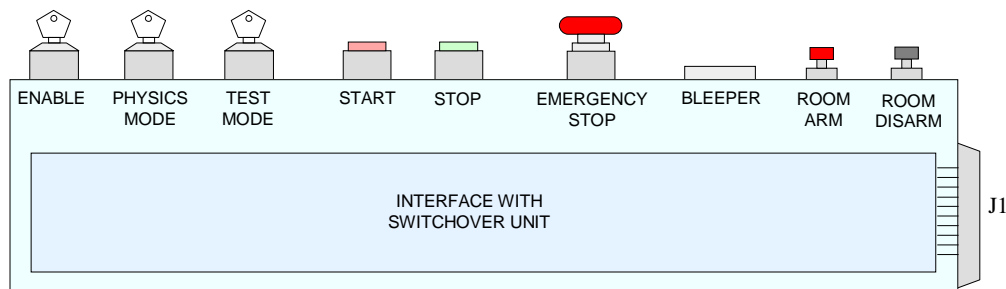 ENABLE
PHYSICS
MODE
TEST
MODE
START
STOP
EMERGENCY
STOP
BLEEPER
ROOM
ARM
ROOM
DISARM
INTERFACE WITH
SWITCHOVER UNIT
J1